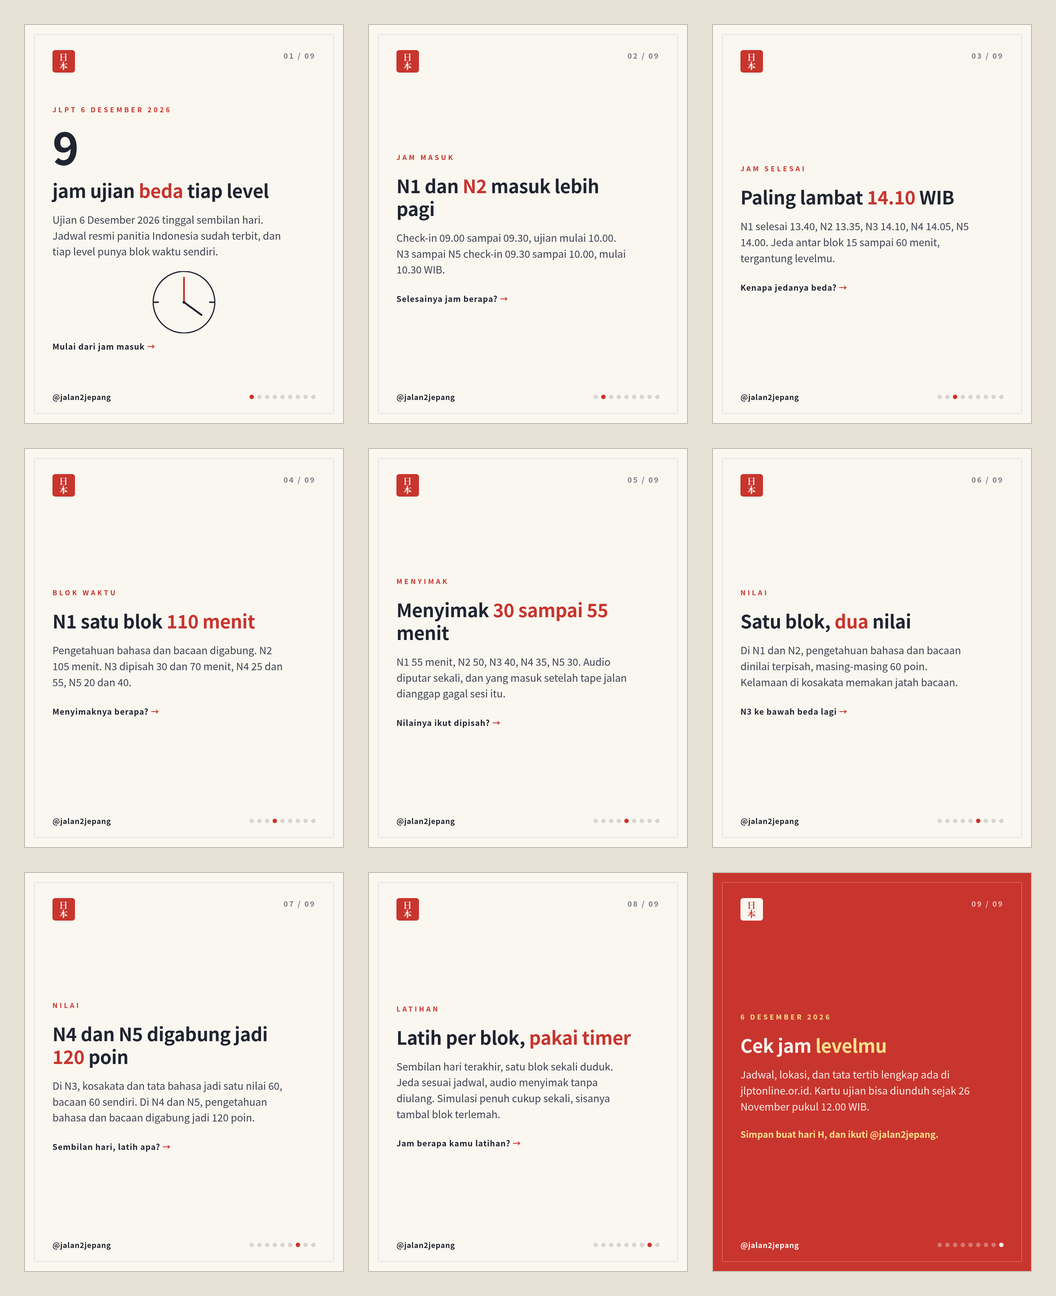 日本
01 / 09
JLPT 6 DESEMBER 2026
9
jam ujian beda tiap level
Ujian 6 Desember 2026 tinggal sembilan hari.
Jadwal resmi panitia Indonesia sudah terbit, dan
tiap level punya blok waktu sendiri.
Mulai dari jam masuk →
@jalan2jepang
日本
02 / 09
JAM MASUK
N1 dan N2 masuk lebih
pagi
Check-in 09.00 sampai 09.30, ujian mulai 10.00.
N3 sampai N5 check-in 09.30 sampai 10.00, mulai
10.30 WIB.
Selesainya jam berapa? →
@jalan2jepang
日本
03 / 09
JAM SELESAI
Paling lambat 14.10 WIB
N1 selesai 13.40, N2 13.35, N3 14.10, N4 14.05, N5
14.00. Jeda antar blok 15 sampai 60 menit,
tergantung levelmu.
Kenapa jedanya beda? →
@jalan2jepang
日本
04 / 09
BLOK WAKTU
N1 satu blok 110 menit
Pengetahuan bahasa dan bacaan digabung. N2
105 menit. N3 dipisah 30 dan 70 menit, N4 25 dan
55, N5 20 dan 40.
Menyimaknya berapa? →
@jalan2jepang
日本
05 / 09
MENYIMAK
Menyimak 30 sampai 55
menit
N1 55 menit, N2 50, N3 40, N4 35, N5 30. Audio
diputar sekali, dan yang masuk setelah tape jalan
dianggap gagal sesi itu.
Nilainya ikut dipisah? →
@jalan2jepang
日本
06 / 09
NILAI
Satu blok, dua nilai
Di N1 dan N2, pengetahuan bahasa dan bacaan
dinilai terpisah, masing-masing 60 poin.
Kelamaan di kosakata memakan jatah bacaan.
N3 ke bawah beda lagi →
@jalan2jepang
日本
07 / 09
NILAI
N4 dan N5 digabung jadi
120 poin
Di N3, kosakata dan tata bahasa jadi satu nilai 60,
bacaan 60 sendiri. Di N4 dan N5, pengetahuan
bahasa dan bacaan digabung jadi 120 poin.
Sembilan hari, latih apa? →
@jalan2jepang
日本
08 / 09
LATIHAN
Latih per blok, pakai timer
Sembilan hari terakhir, satu blok sekali duduk.
Jeda sesuai jadwal, audio menyimak tanpa
diulang. Simulasi penuh cukup sekali, sisanya
tambal blok terlemah.
Jam berapa kamu latihan? →
@jalan2jepang
日本
09 / 09
6 DESEMBER 2026
Cek jam levelmu
Jadwal, lokasi, dan tata tertib lengkap ada di
jlptonline.or.id. Kartu ujian bisa diunduh sejak 26
November pukul 12.00 WIB.
Simpan buat hari H, dan ikuti @jalan2jepang.
@jalan2jepang